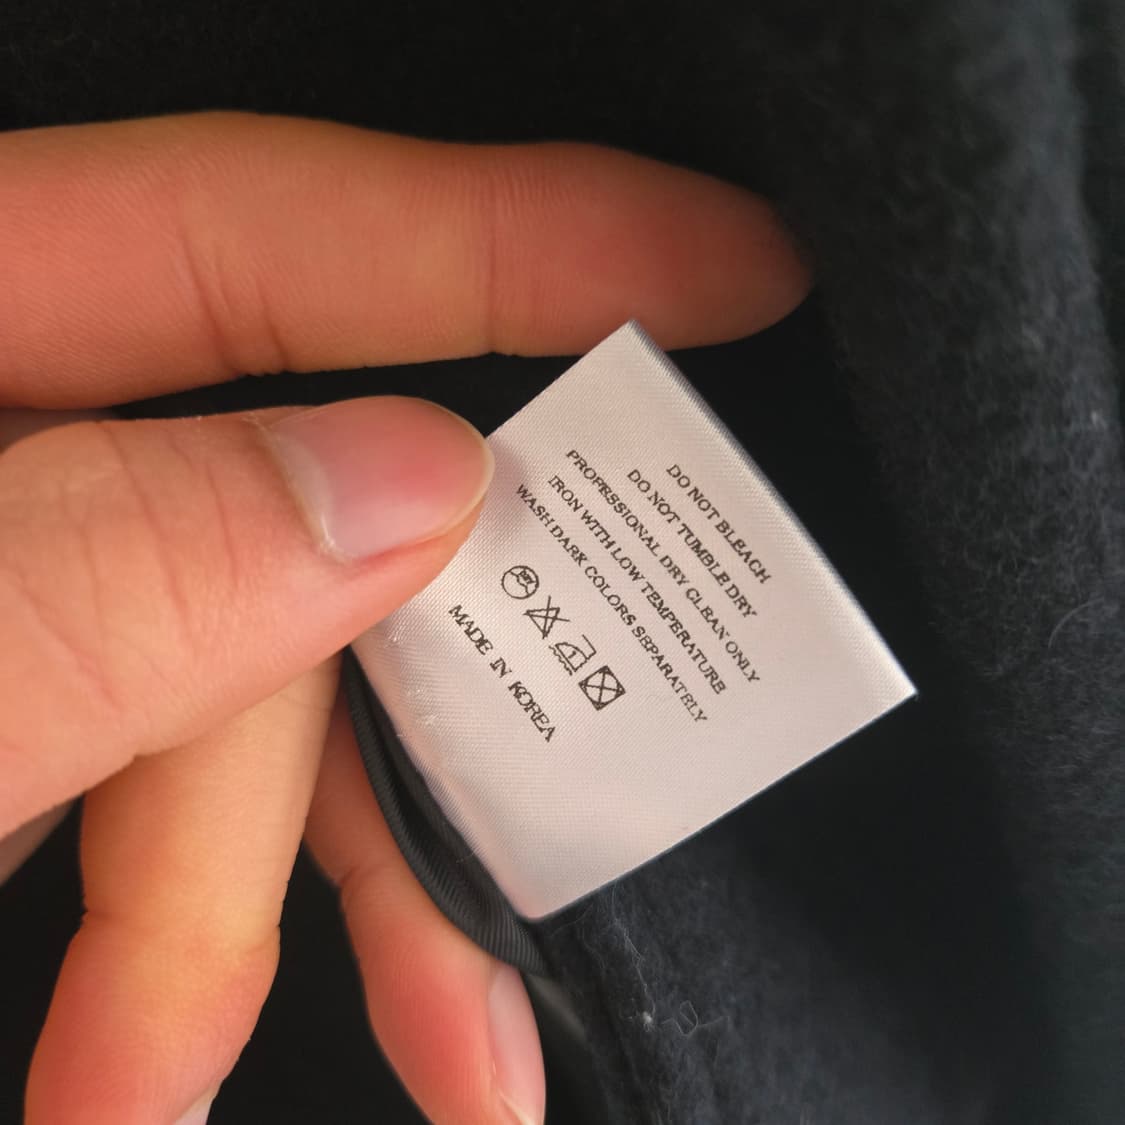 DO NOT BLEACH
DO NOT TUMBLE DRY
PROFESSIONAL DRY CLEAN ONLY
IRON WITH LOW TEMPERATURE
WASH DARK COLORS SEPARATELY
MADE IN KOREA